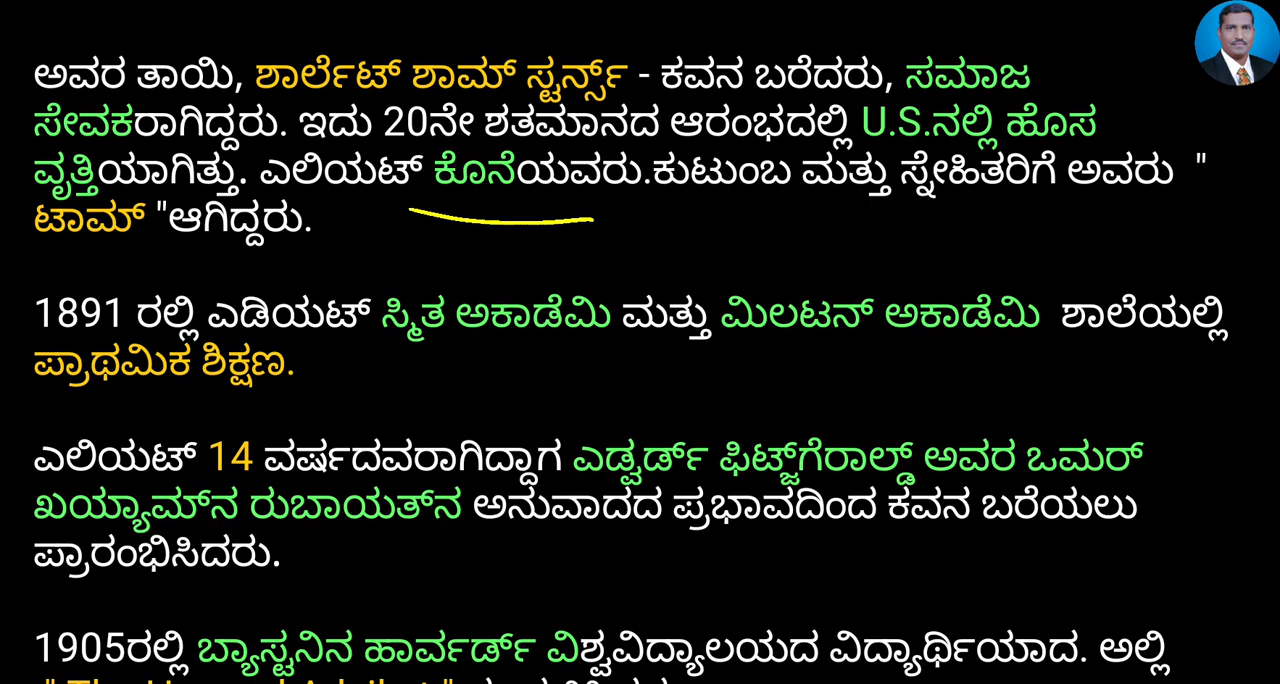 ಅವರ ತಾಯಿ, ಶಾರ್ಲೆಟ್ ಶಾಮ್ ಸ್ಟರ್ನ್ಸ್ - ಕವನ ಬರೆದರು, ಸಮಾಜ
ಸೇವಕರಾಗಿದ್ದರು. ಇದು 20ನೇ ಶತಮಾನದ ಆರಂಭದಲ್ಲಿ U.S.ನಲ್ಲಿ ಹೊಸ
ವೃತ್ತಿಯಾಗಿತ್ತು. ಎಲಿಯಟ್ ಕೊನೆಯವರು.ಕುಟುಂಬ ಮತ್ತು ಸ್ನೇಹಿತರಿಗೆ ಅವರು "
ಟಾಮ್ "ಆಗಿದ್ದರು.
1891 ರಲ್ಲಿ ಎಡಿಯಟ್ ಸ್ಮಿತ ಅಕಾಡೆಮಿ ಮತ್ತು ಮಿಲಟನ್ ಅಕಾಡೆಮಿ ಶಾಲೆಯಲ್ಲಿ
ಪ್ರಾಥಮಿಕ ಶಿಕ್ಷಣ.
ಎಲಿಯಟ್ 14 ವರ್ಷದವರಾಗಿದ್ದಾಗ ಎಡ್ವರ್ಡ್ ಫಿಟ್ಜ್‌ಗೆರಾಲ್ಡ್ ಅವರ ಒಮರ್
ಖಯ್ಯಾಮ್‌ನ ರುಬಾಯತ್‌ನ ಅನುವಾದದ ಪ್ರಭಾವದಿಂದ ಕವನ ಬರೆಯಲು
ಪ್ರಾರಂಭಿಸಿದರು.
1905ರಲ್ಲಿ ಬ್ಯಾಸ್ಟನಿನ ಹಾರ್ವರ್ಡ್ ವಿಶ್ವವಿದ್ಯಾಲಯದ ವಿದ್ಯಾರ್ಥಿಯಾದ. ಅಲ್ಲಿ